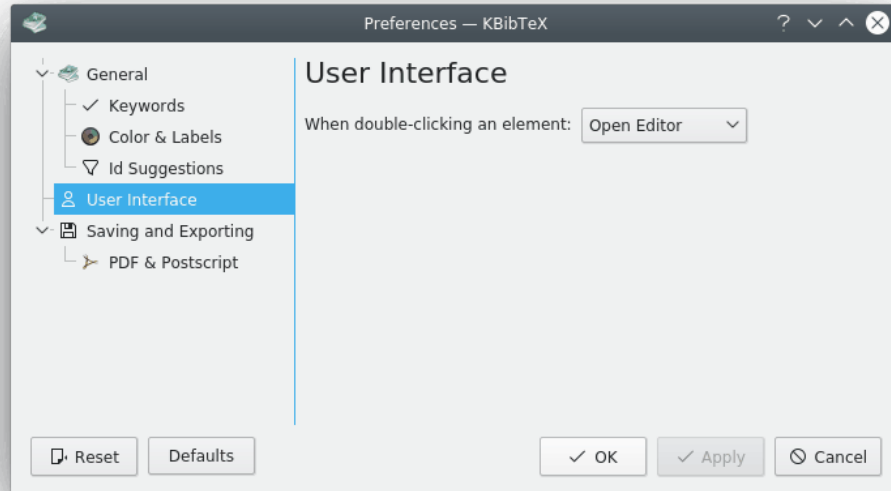 Preferences — KBibTeX
General
Keywords
Color & Labels
Id Suggestions
User Interface
Saving and Exporting
PDF & Postscript
User Interface
When double-clicking an element: Open Editor
Reset Defaults OK Apply Cancel